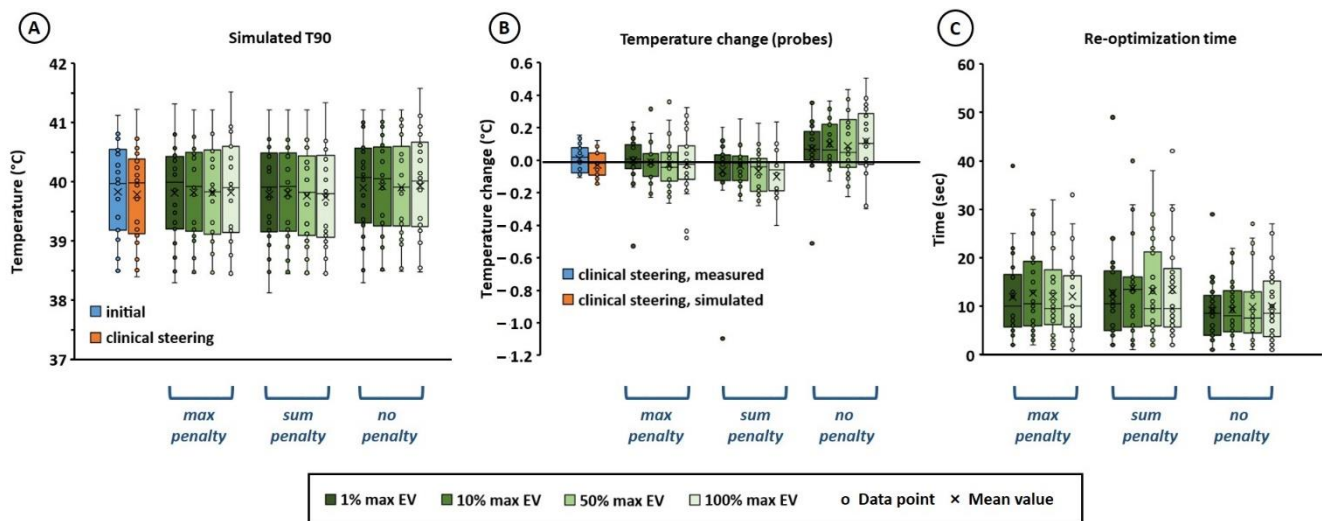 A
Simulated T90
Temperature (°C)
42
41
40
39
38
37
initial
clinical steering
max
penalty
sum
penalty
no
penalty
B
Temperature change (probes)
Temperature change (°C)
0.6
0.4
0.2
0.0
– 0.2
– 0.4
– 0.6
– 0.8
– 1.0
– 1.2
clinical steering, measured
clinical steering, simulated
max
penalty
sum
penalty
no
penalty
C
Re-optimization time
Time (sec)
60
50
40
30
20
10
0
max
penalty
sum
penalty
no
penalty
1% max EV 10% max EV 50% max EV 100% max EV Data point Mean value